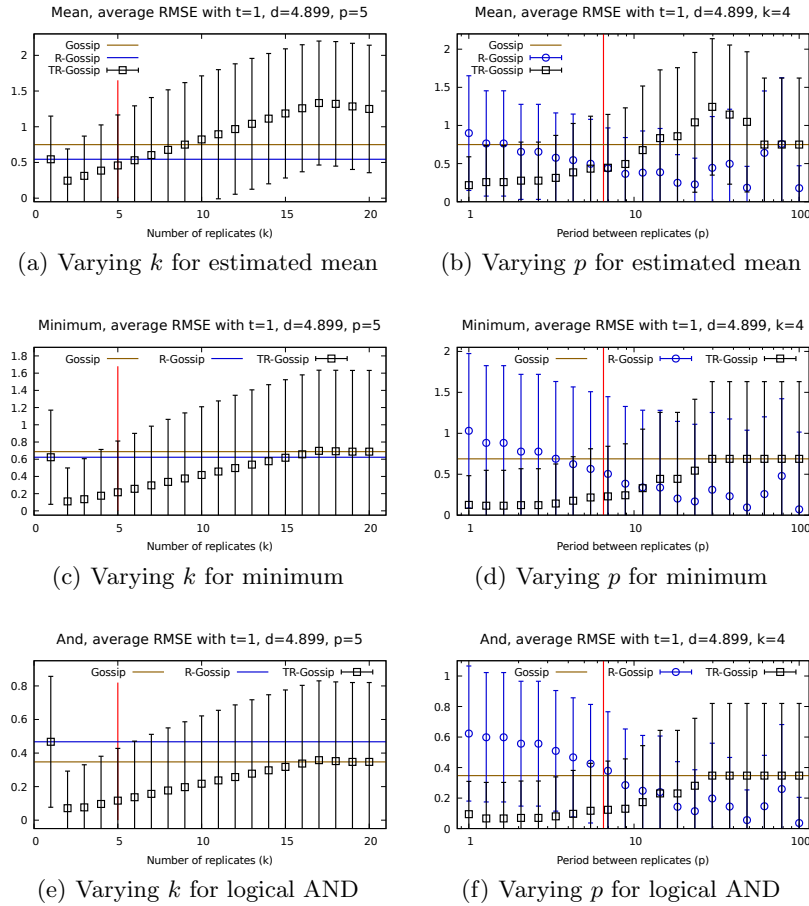 Mean, average RMSE with t=1, d=4.899, p=5
Gossip
R-Gossip
TR-Gossip
2
1.5
1
0.5
0
0 5 10 15 20
Number of replicates (k)
(a) Varying k for estimated mean
Mean, average RMSE with t=1, d=4.899, k=4
Gossip
R-Gossip
TR-Gossip
2
1.5
1
0.5
0
1 10 100
Period between replicates (p)
(b) Varying p for estimated mean
Minimum, average RMSE with t=1, d=4.899, p=5
Gossip R-Gossip TR-Gossip
1.8
1.6
1.4
1.2
1
0.8
0.6
0.4
0.2
0
0 5 10 15 20
Number of replicates (k)
(c) Varying k for minimum
Minimum, average RMSE with t=1, d=4.899, k=4
Gossip R-Gossip TR-Gossip
2
1.5
1
0.5
0
1 10 100
Period between replicates (p)
(d) Varying p for minimum
And, average RMSE with t=1, d=4.899, p=5
Gossip R-Gossip TR-Gossip
0.8
0.6
0.4
0.2
0
0 5 10 15 20
Number of replicates (k)
(e) Varying k for logical AND
And, average RMSE with t=1, d=4.899, k=4
Gossip R-Gossip TR-Gossip
1
0.8
0.6
0.4
0.2
0
1 10 100
Period between replicates (p)
(f) Varying p for logical AND